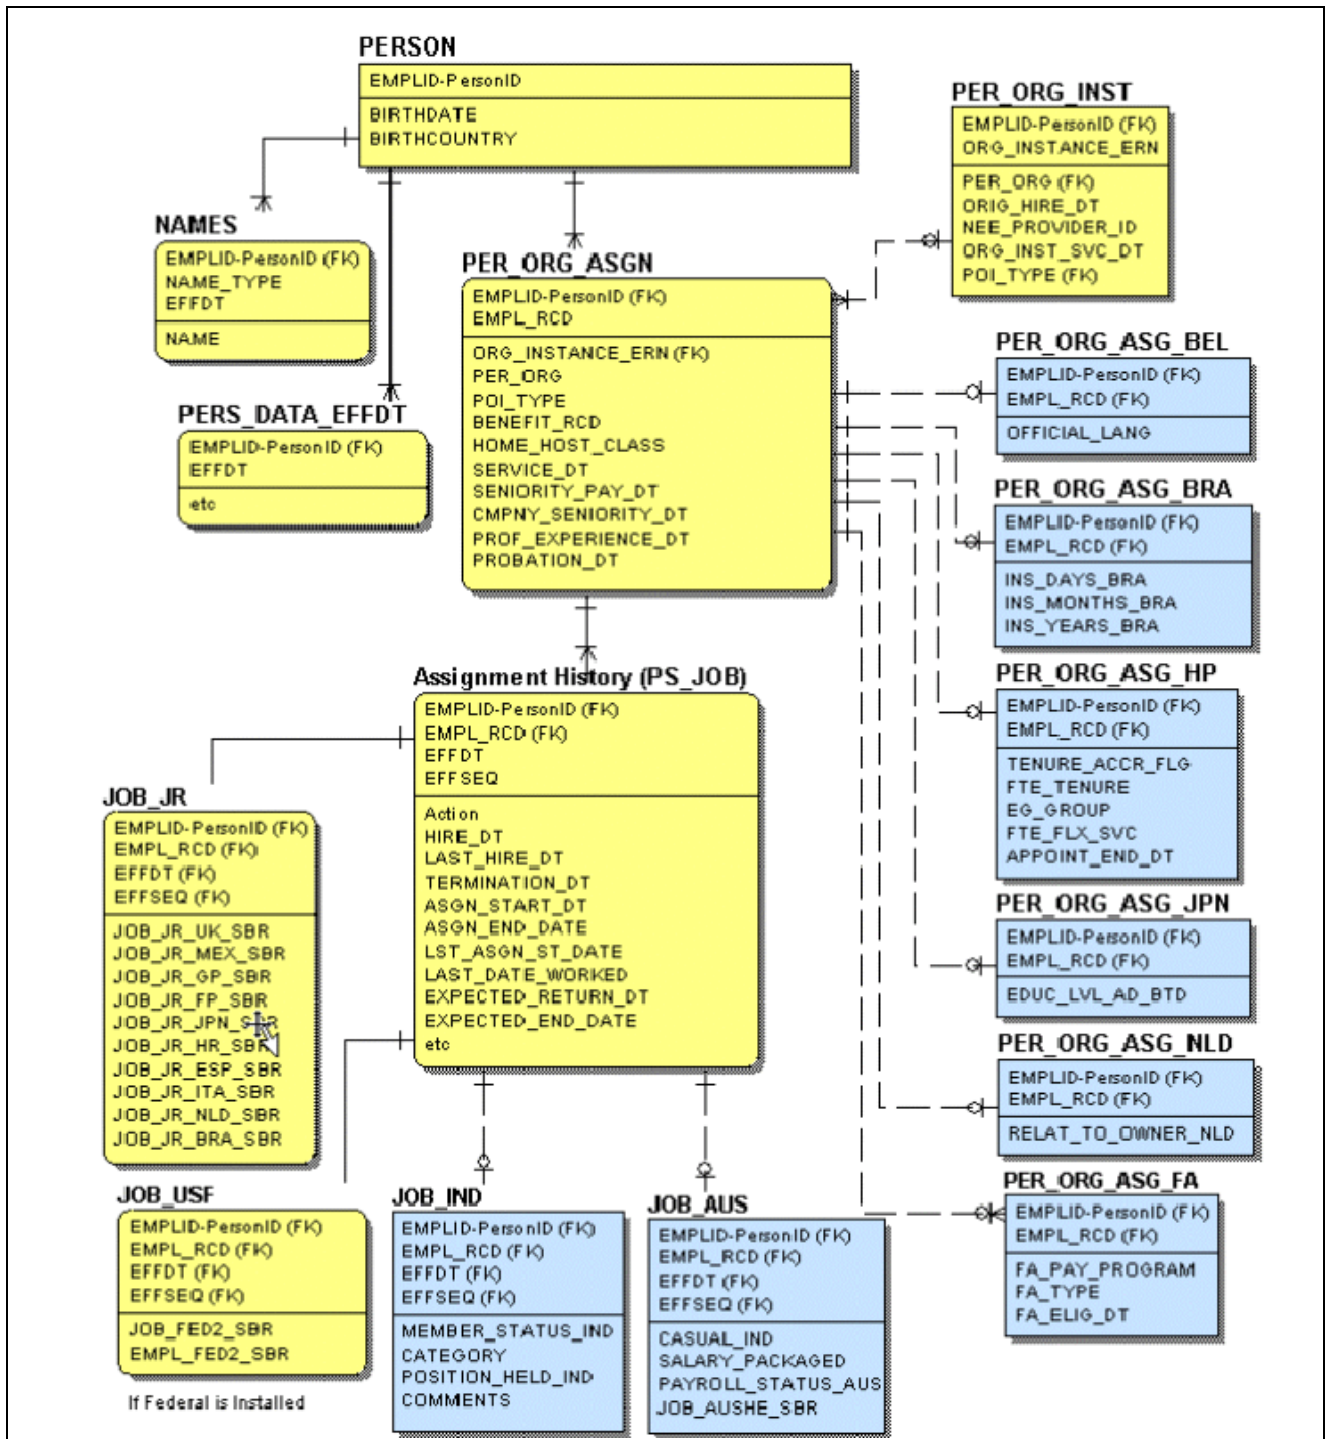 PERSON
EMPLID-PersonID
BIRTHDATE
BIRTHCOUNTRY
PER_ORG_INST
EMPLID-PersonID (FK)
ORG_INSTANCE_ERN
PER_ORG (FK)
ORIG_HIRE_DT
NEE_PROVIDER_ID
ORG_INST_SVC_DT
POI_TYPE (FK)
NAMES
EMPLID-PersonID (FK)
NAME_TYPE
EFFDT
NAME
PER_ORG_ASGN
EMPLID-PersonID (FK)
EMPL_RCD
ORG_INSTANCE_ERN (FK)
PER_ORG
POI_TYPE
BENEFIT_RCD
HOME_HOST_CLASS
SERVICE_DT
SENIORITY_PAY_DT
CMPNY_SENIORITY_DT
PROF_EXPERIENCE_DT
PROBATION_DT
PERS_DATA_EFFDT
EMPLID-PersonID (FK)
EFFDT
etc
PER_ORG_ASG_BEL
EMPLID-PersonID (FK)
EMPL_RCD (FK)
OFFICIAL_LANG
PER_ORG_ASG_BRA
EMPLID-PersonID (FK)
EMPL_RCD (FK)
INS_DAYS_BRA
INS_MONTHS_BRA
INS_YEARS_BRA
PER_ORG_ASG_HP
EMPLID-PersonID (FK)
EMPL_RCD (FK)
TENURE_ACCR_FLG
FTE_TENURE
EG_GROUP
FTE_FLX_SVC
APPOINT_END_DT
Assignment History (PS_JOB)
EMPLID-PersonID (FK)
EMPL_RCD (FK)
EFFDT
EFFSEQ
Action
HIRE_DT
LAST_HIRE_DT
TERMINATION_DT
ASGN_START_DT
ASGN_END_DATE
LST_ASGN_ST_DATE
LAST_DATE_WORKED
EXPECTED_RETURN_DT
EXPECTED_END_DATE
etc
JOB_JR
EMPLID-PersonID (FK)
EMPL_RCD (FK)
EFFDT (FK)
EFFSEQ (FK)
JOB_JR_UK_SBR
JOB_JR_MEX_SBR
JOB_JR_GP_SBR
JOB_JR_FP_SBR
JOB_JR_JPN_SBR
JOB_JR_HR_SBR
JOB_JR_ESP_SBR
JOB_JR_ITA_SBR
JOB_JR_NLD_SBR
JOB_JR_BRA_SBR
PER_ORG_ASG_JPN
EMPLID-PersonID (FK)
EMPL_RCD (FK)
EDUC_LVL_AD_BTD
PER_ORG_ASG_NLD
EMPLID-PersonID (FK)
EMPL_RCD (FK)
RELAT_TO_OWNER_NLD
PER_ORG_ASG_FA
EMPLID-PersonID (FK)
EMPL_RCD (FK)
FA_PAY_PROGRAM
FA_TYPE
FA_ELIG_DT
JOB_USF
EMPLID-PersonID (FK)
EMPL_RCD (FK)
EFFDT (FK)
EFFSEQ (FK)
JOB_FED2_SBR
EMPL_FED2_SBR
If Federal is Installed
JOB_IND
EMPLID-PersonID (FK)
EMPL_RCD (FK)
EFFDT (FK)
EFFSEQ (FK)
MEMBER_STATUS_IND
CATEGORY
POSITION_HELD_IND
COMMENTS
JOB_AUS
EMPLID-PersonID (FK)
EMPL_RCD (FK)
EFFDT (FK)
EFFSEQ (FK)
CASUAL_IND
SALARY_PACKAGED
PAYROLL_STATUS_AUS
JOB_AUSHE_SBR